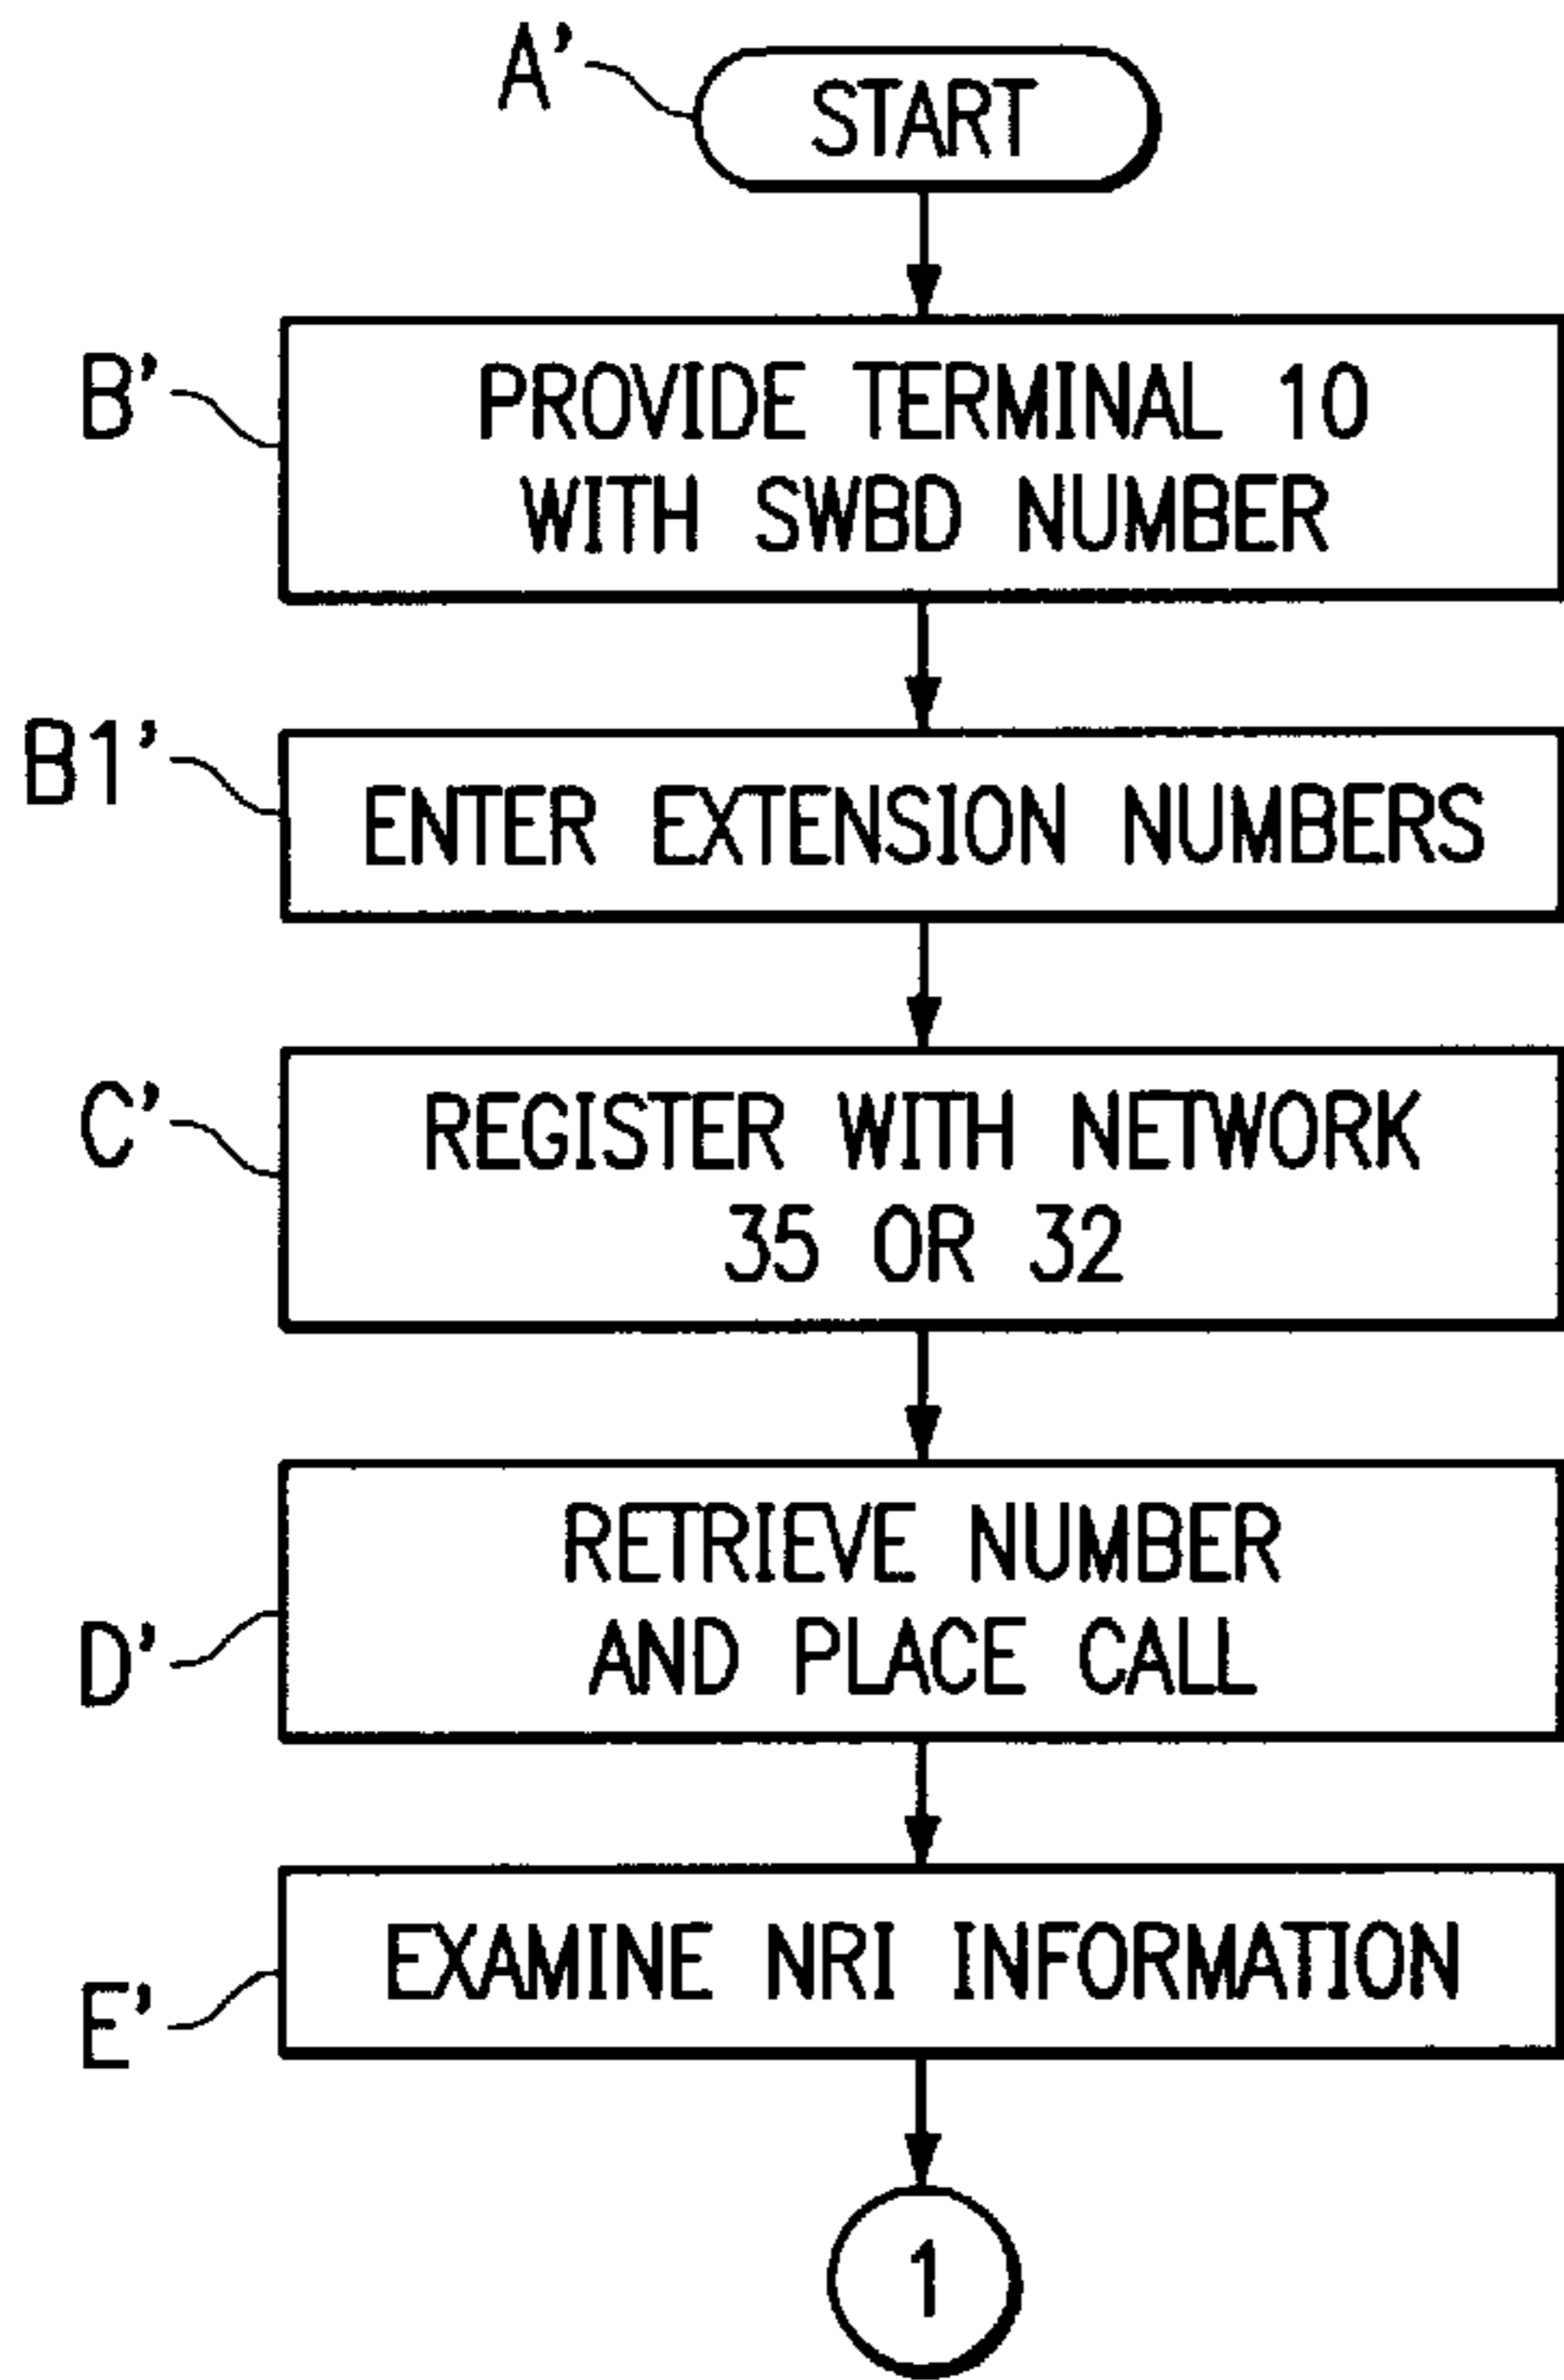 A'
START
B'
PROVIDE TERMINAL 10
WITH SWBD NUMBER
B1'
ENTER EXTENSION NUMBERS
C'
REGISTER WITH NETWORK
35 OR 32
D'
RETRIEVE NUMBER
AND PLACE CALL
E'
EXAMINE NRI INFORMATION
1